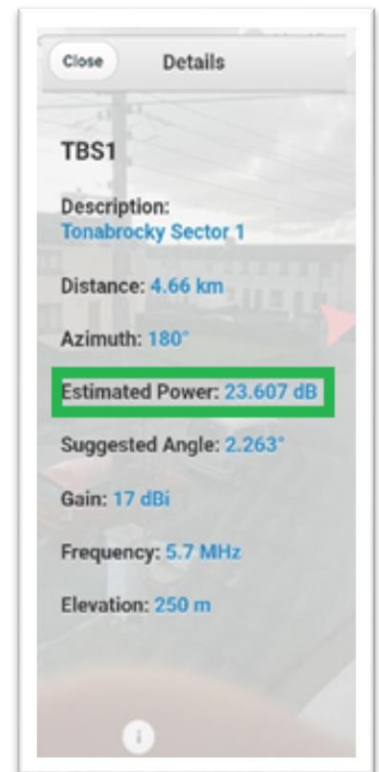 Close
Details
TBS1
Description:
Tonabrocky Sector 1
Distance: 4.66 km
Azimuth: 180°
Estimated Power: 23.607 dB
Suggested Angle: 2.263°
Gain: 17 dBi
Frequency: 5.7 MHz
Elevation: 250 m
i